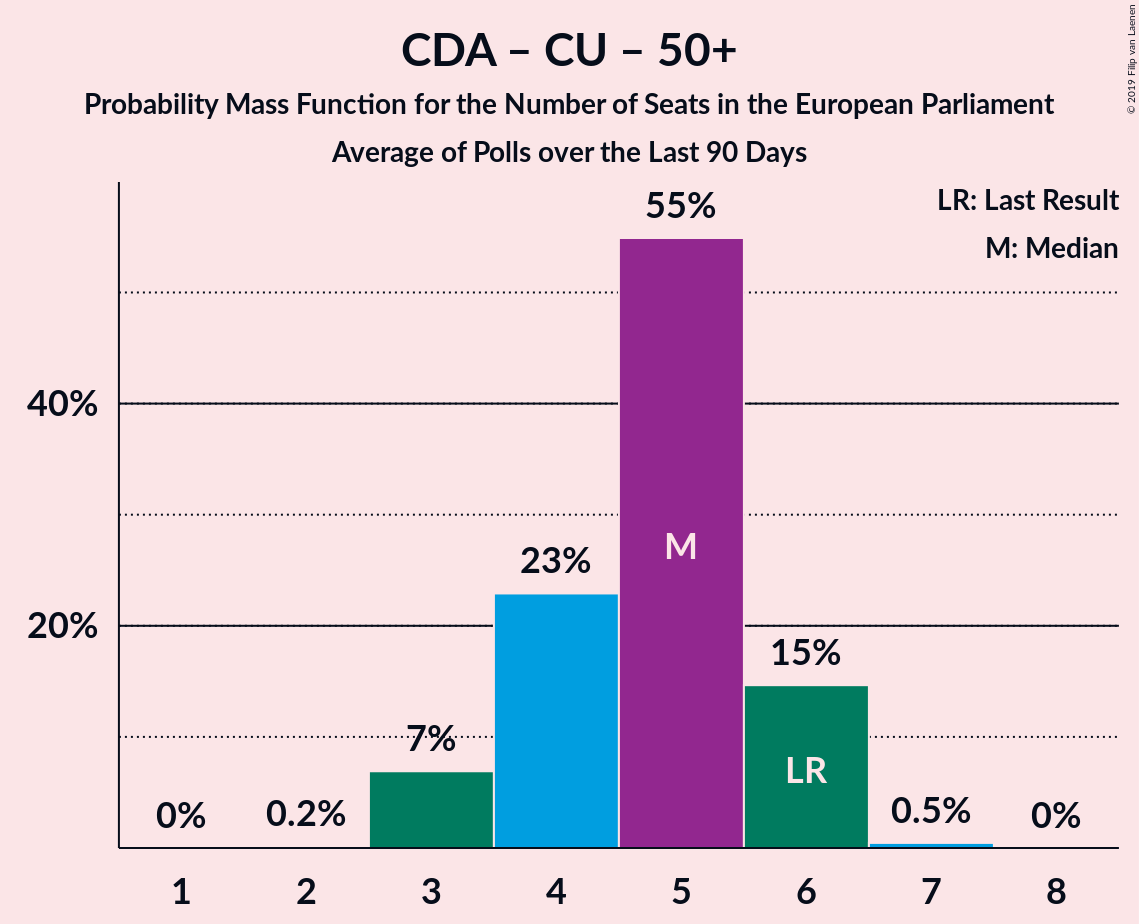 CDA – CU – 50+
Probability Mass Function for the Number of Seats in the European Parliament
Average of Polls over the Last 90 Days
© 2019 Filip van Laenen
LR: Last Result
M: Median
55%
40%
M
23%
20%
15%
7%
LR
0%
0.2%
0.5%
0%
1 2 3 4 5 6 7 8